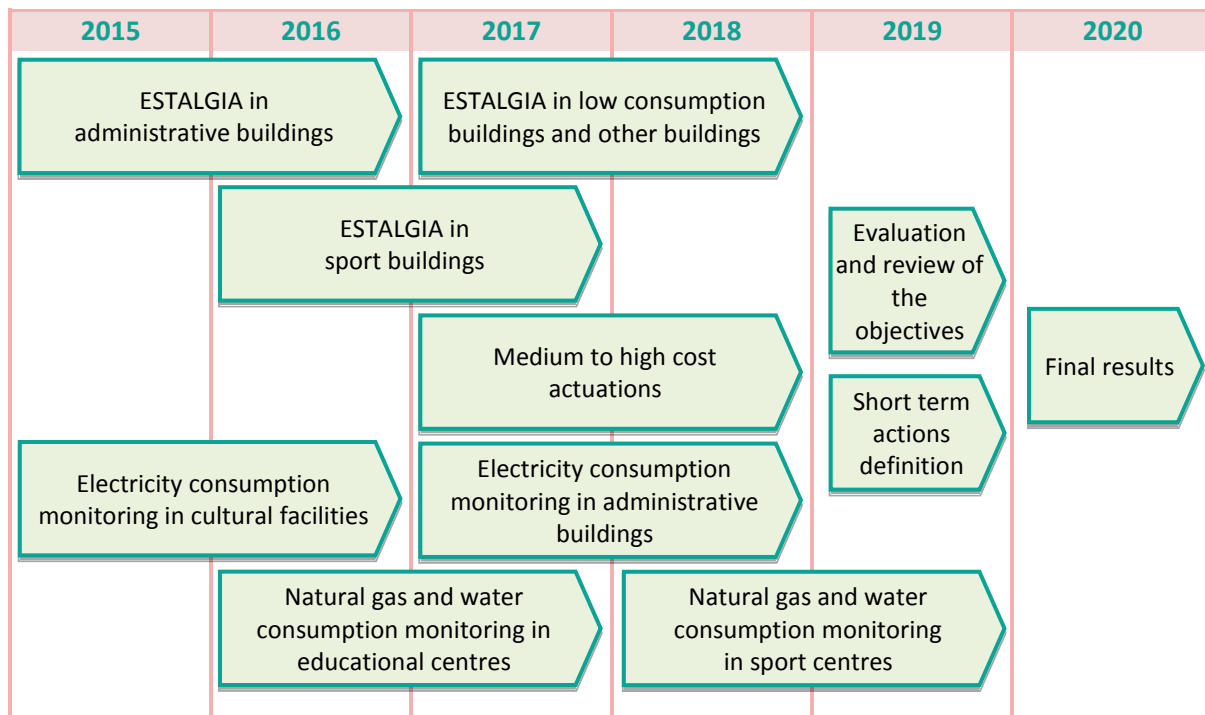 2015 2016 2017 2018 2019 2020
ESTALGIA in
administrative buildings
ESTALGIA in low consumption
buildings and other buildings
ESTALGIA in
sport buildings
Evaluation
and review of
the
objectives
Medium to high cost
actuations
Final results
Short term
actions
definition
Electricity consumption
monitoring in cultural facilities
Electricity consumption
monitoring in administrative
buildings
Natural gas and water
consumption monitoring in
educational centres
Natural gas and water
consumption monitoring
in sport centres